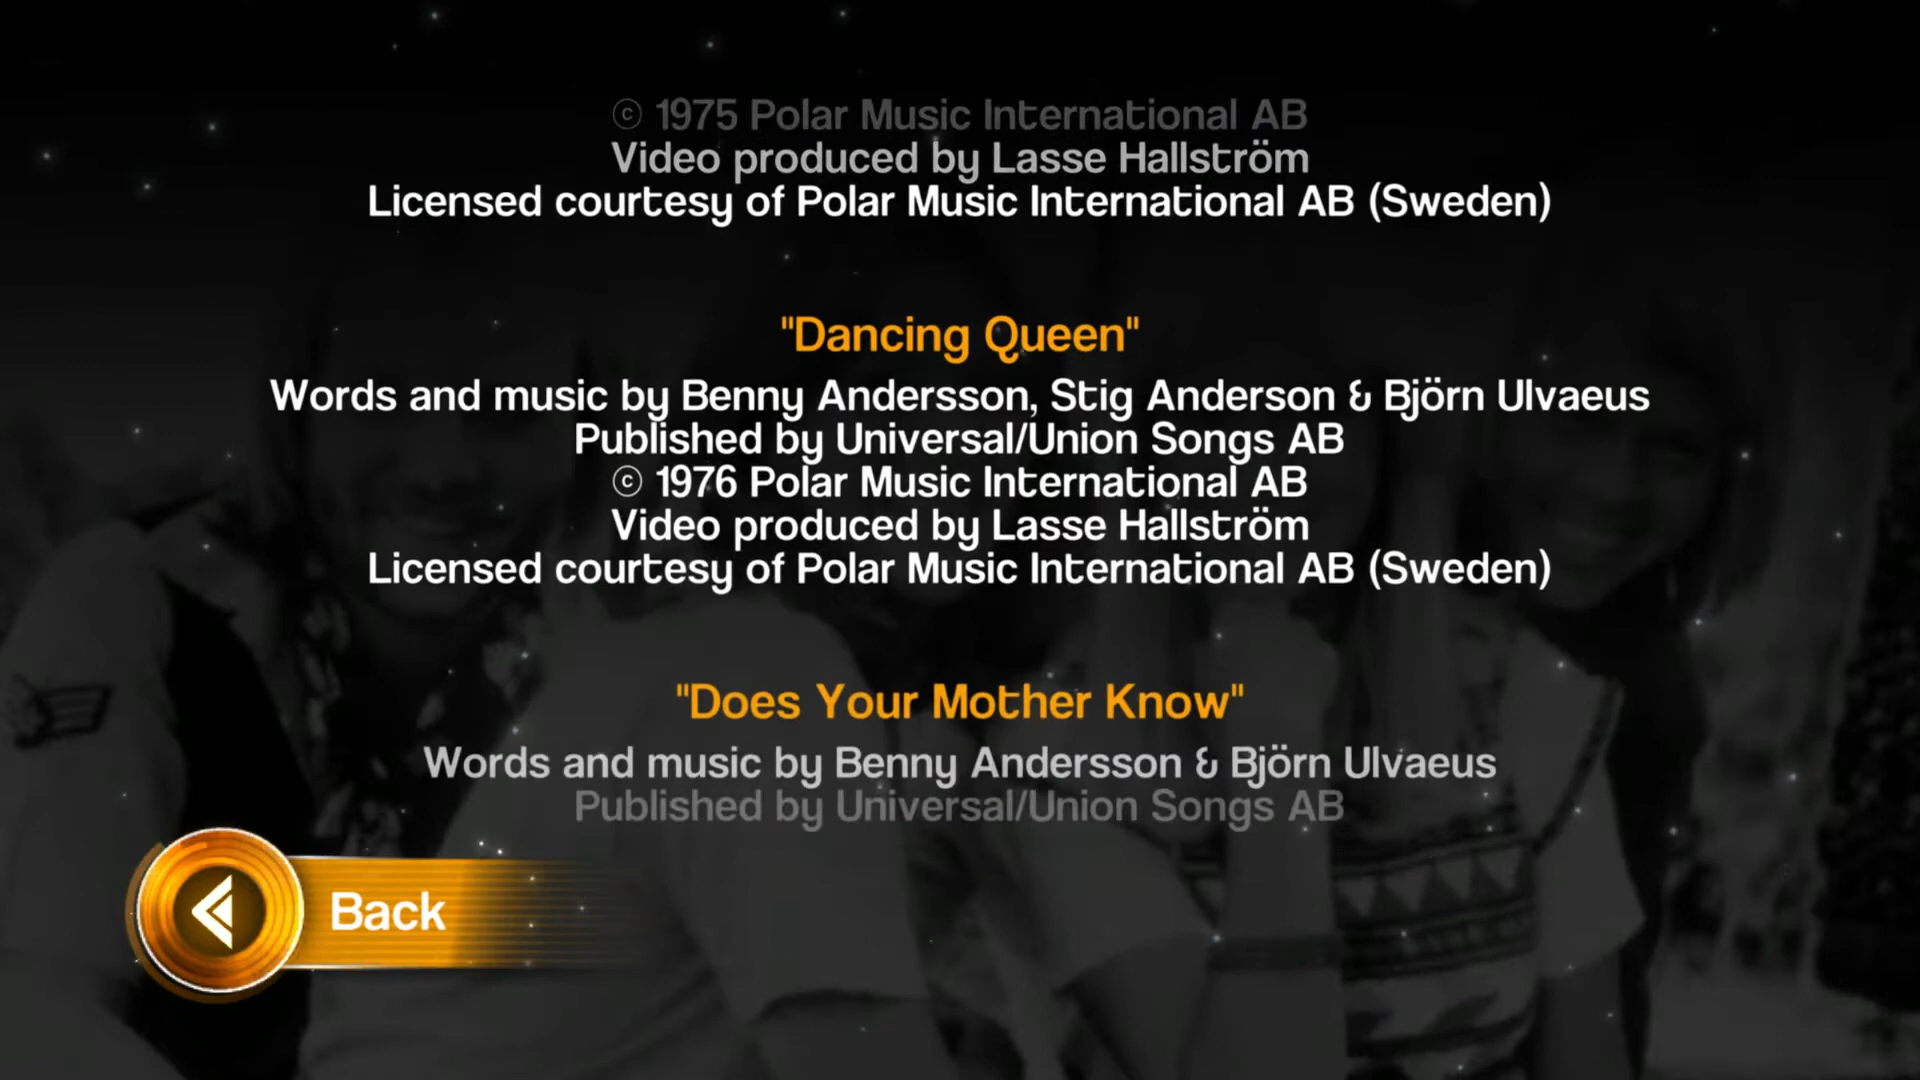 © 1975 Polar Music International AB
Video produced by Lasse Hallström
Licensed courtesy of Polar Music International AB (Sweden)
"Dancing Queen"
Words and music by Benny Andersson, Stig Anderson & Björn Ulvaeus
Published by Universal/Union Songs AB
© 1976 Polar Music International AB
Video produced by Lasse Hallström
Licensed courtesy of Polar Music International AB (Sweden)
"Does Your Mother Know"
Words and music by Benny Andersson & Björn Ulvaeus
Published by Universal/Union Songs AB
Back